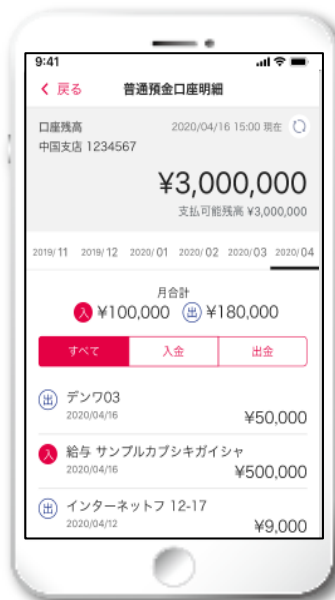 9:41
戻る 普通預金口座明細
口座残高 2020/04/16 15:00 現在
中国支店 1234567
¥3,000,000
支払可能残高 ¥3,000,000
2019/11 2019/12 2020/01 2020/02 2020/03 2020/04
月合計
入 ¥100,000 出 ¥180,000
すべて 入金 出金
出 デンワ03
2020/04/16 ¥50,000
入 給与 サンプルカブシキガイシャ
2020/04/16 ¥500,000
出 インターネットフ 12-17
2020/04/12 ¥9,000